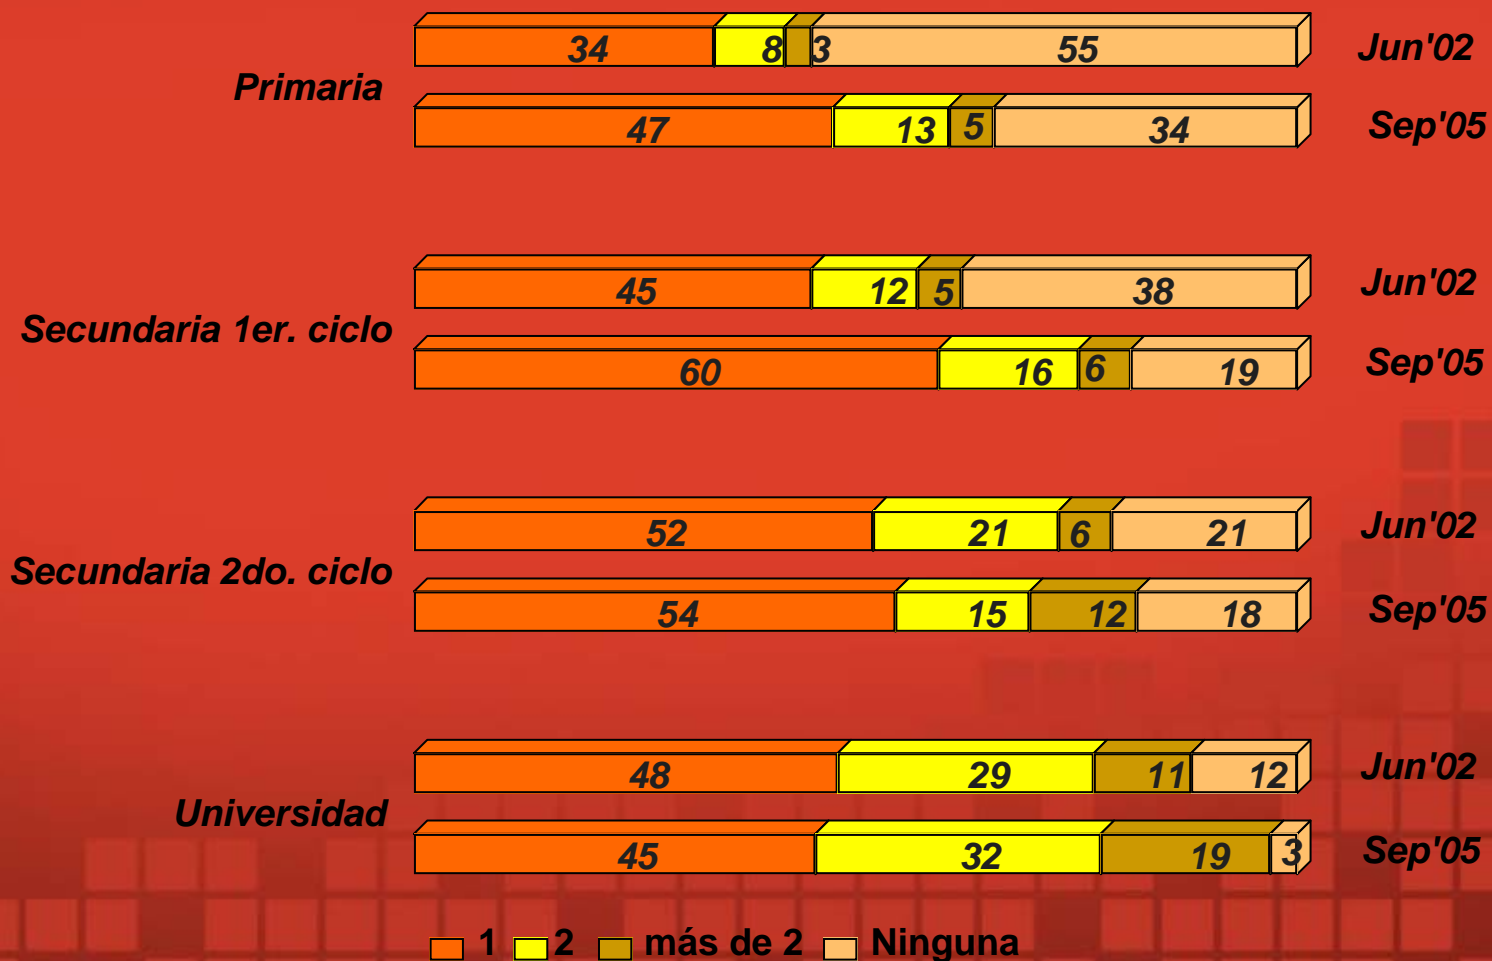 34 8 3 55 Jun'02
Primaria
47 13 5 34 Sep'05
45 12 5 38 Jun'02
Secundaria 1er. ciclo
60 16 6 19 Sep'05
52 21 6 21 Jun'02
Secundaria 2do. ciclo
54 15 12 18 Sep'05
48 29 11 12 Jun'02
Universidad
45 32 19 3 Sep'05
1 2 más de 2 Ninguna